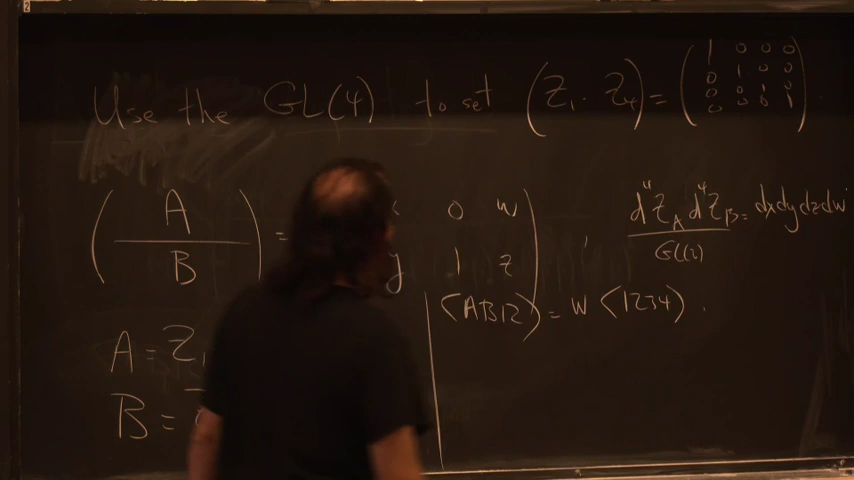 Use the GL(4) to set (Z₁ · Z₄) = (1 0 0 0
0 1 0 0
0 0 1 0
0 0 0 1)
(A
B) = x 0 w
y 1 z) , d⁴Z_A d⁴Z_B / GL(2) = dxdydzdw
⟨AB12⟩ = w ⟨1234⟩ .
A = Z₁
B =